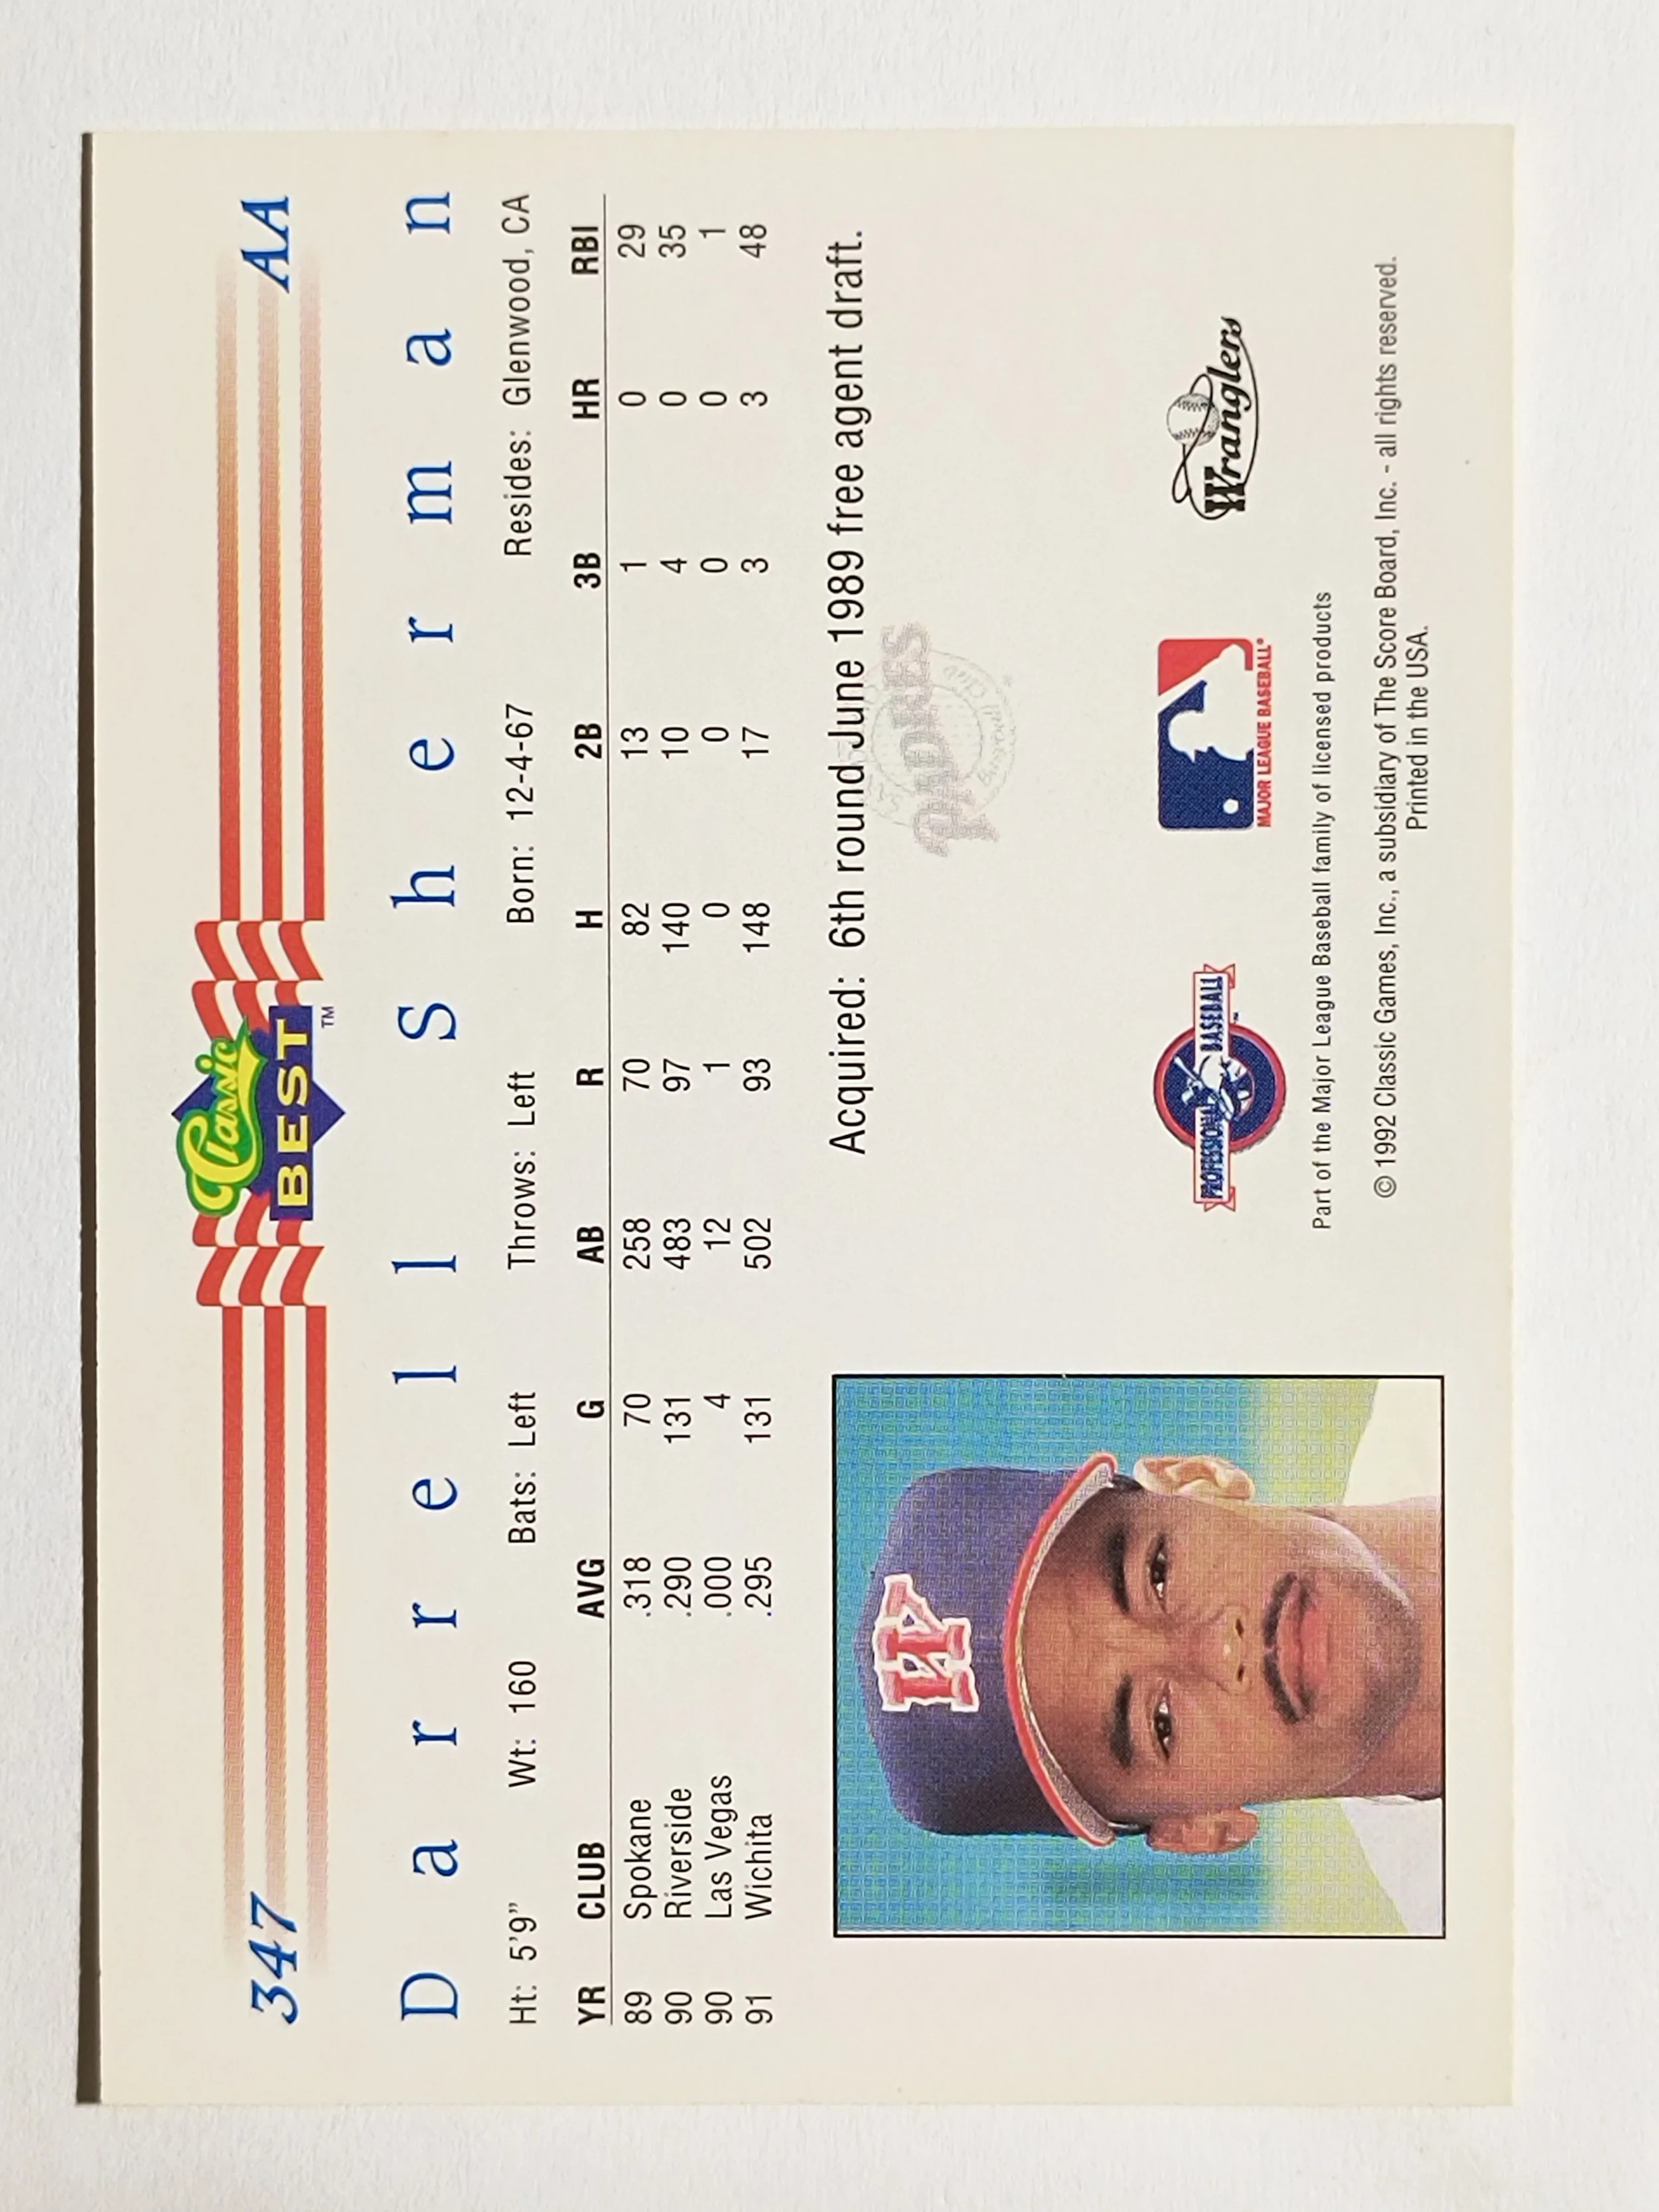 347 AA
Classic
BEST™
Darrell Sherman
Ht: 5'9" Wt: 160 Bats: Left Throws: Left Born: 12-4-67 Resides: Glenwood, CA
YR CLUB AVG G AB R H 2B 3B HR RBI
89 Spokane .318 70 258 70 82 13 1 0 29
90 Riverside .290 131 483 97 140 10 4 0 35
90 Las Vegas .000 4 12 1 0 0 0 0 1
91 Wichita .295 131 502 93 148 17 3 3 48
Acquired: 6th round June 1989 free agent draft.
PADRES
W
PROFESSIONAL BASEBALL
MAJOR LEAGUE BASEBALL®
Wranglers
Part of the Major League Baseball family of licensed products
© 1992 Classic Games, Inc., a subsidiary of The Score Board, Inc. - all rights reserved.
Printed in the USA.